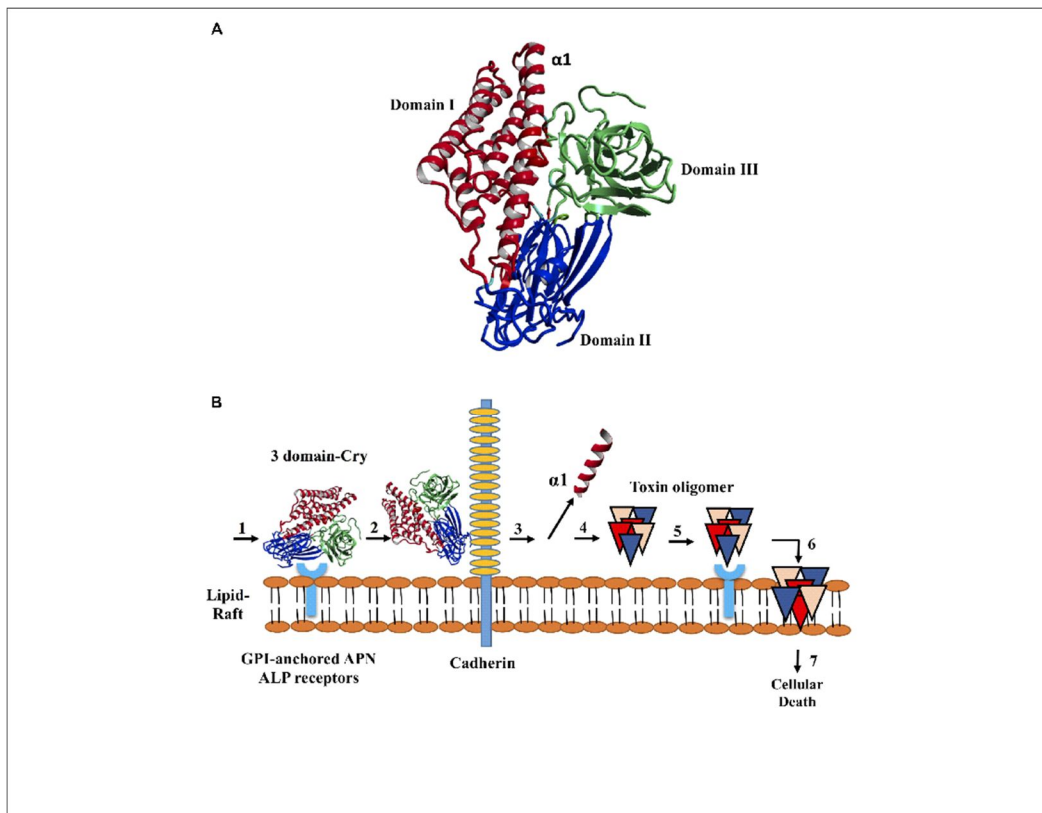 A
α1
Domain I
Domain III
Domain II
B
3 domain-Cry
α1
Toxin oligomer
1
2
3
4
5
6
Lipid-
Raft
GPI-anchored APN
ALP receptors
Cadherin
7
Cellular
Death